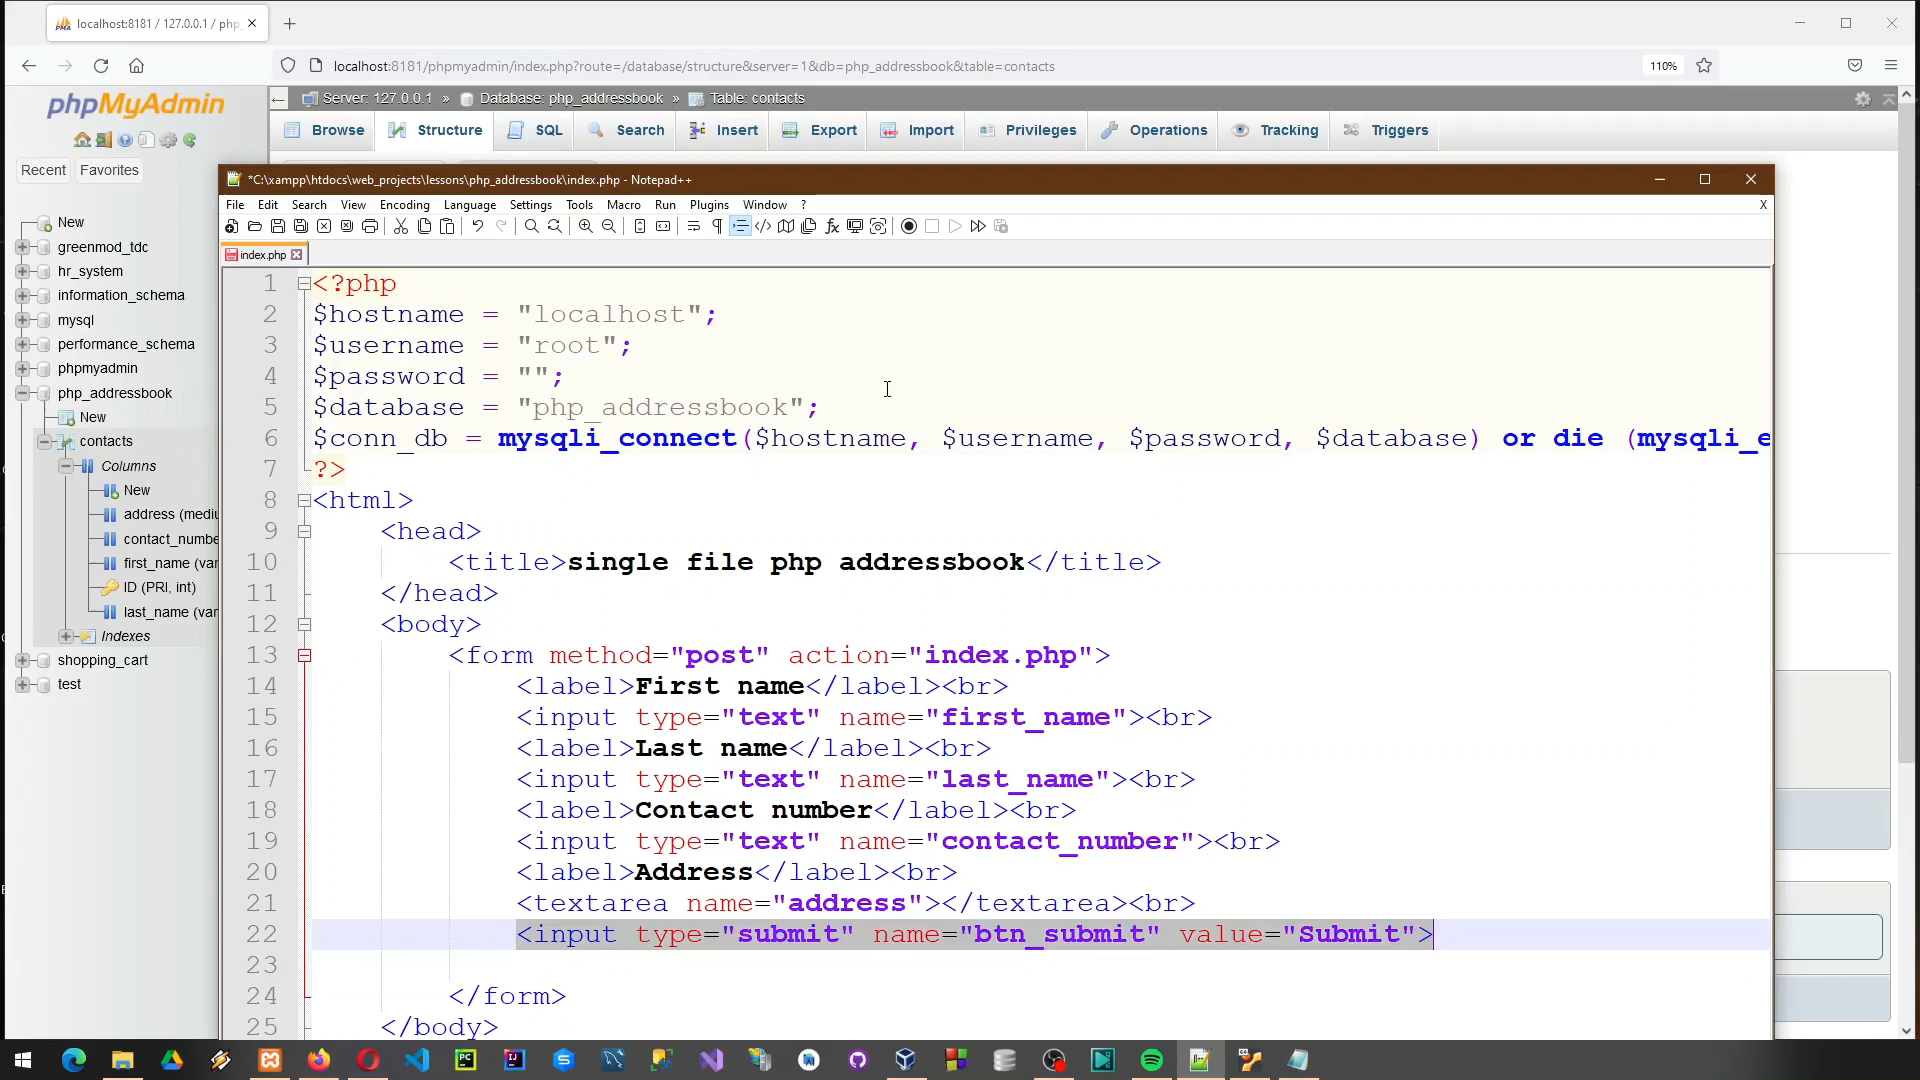 localhost:8181 / 127.0.0.1 / php_
localhost:8181/phpmyadmin/index.php?route=/database/structure&server=1&db=php_addressbook&table=contacts
110%
phpMyAdmin
Server: 127.0.0.1 » Database: php_addressbook » Table: contacts
Browse Structure SQL Search Insert Export Import Privileges Operations Tracking Triggers
Recent Favorites
New
greenmod_tdc
hr_system
information_schema
mysql
performance_schema
phpmyadmin
php_addressbook
New
contacts
Columns
New
address (mediu
contact_numbe
first_name (var
ID (PRI, int)
last_name (var
Indexes
shopping_cart
test
*C:\xampp\htdocs\web_projects\lessons\php_addressbook\index.php - Notepad++
File Edit Search View Encoding Language Settings Tools Macro Run Plugins Window ? X
index.php
1 <?php
2 $hostname = "localhost";
3 $username = "root";
4 $password = "";
5 $database = "php_addressbook";
6 $conn_db = mysqli_connect($hostname, $username, $password, $database) or die (mysqli_e
7 ?>
8 <html>
9 <head>
10 <title>single file php addressbook</title>
11 </head>
12 <body>
13 <form method="post" action="index.php">
14 <label>First name</label><br>
15 <input type="text" name="first_name"><br>
16 <label>Last name</label><br>
17 <input type="text" name="last_name"><br>
18 <label>Contact number</label><br>
19 <input type="text" name="contact_number"><br>
20 <label>Address</label><br>
21 <textarea name="address"></textarea><br>
22 <input type="submit" name="btn_submit" value="Submit">
23
24 </form>
25 </body>